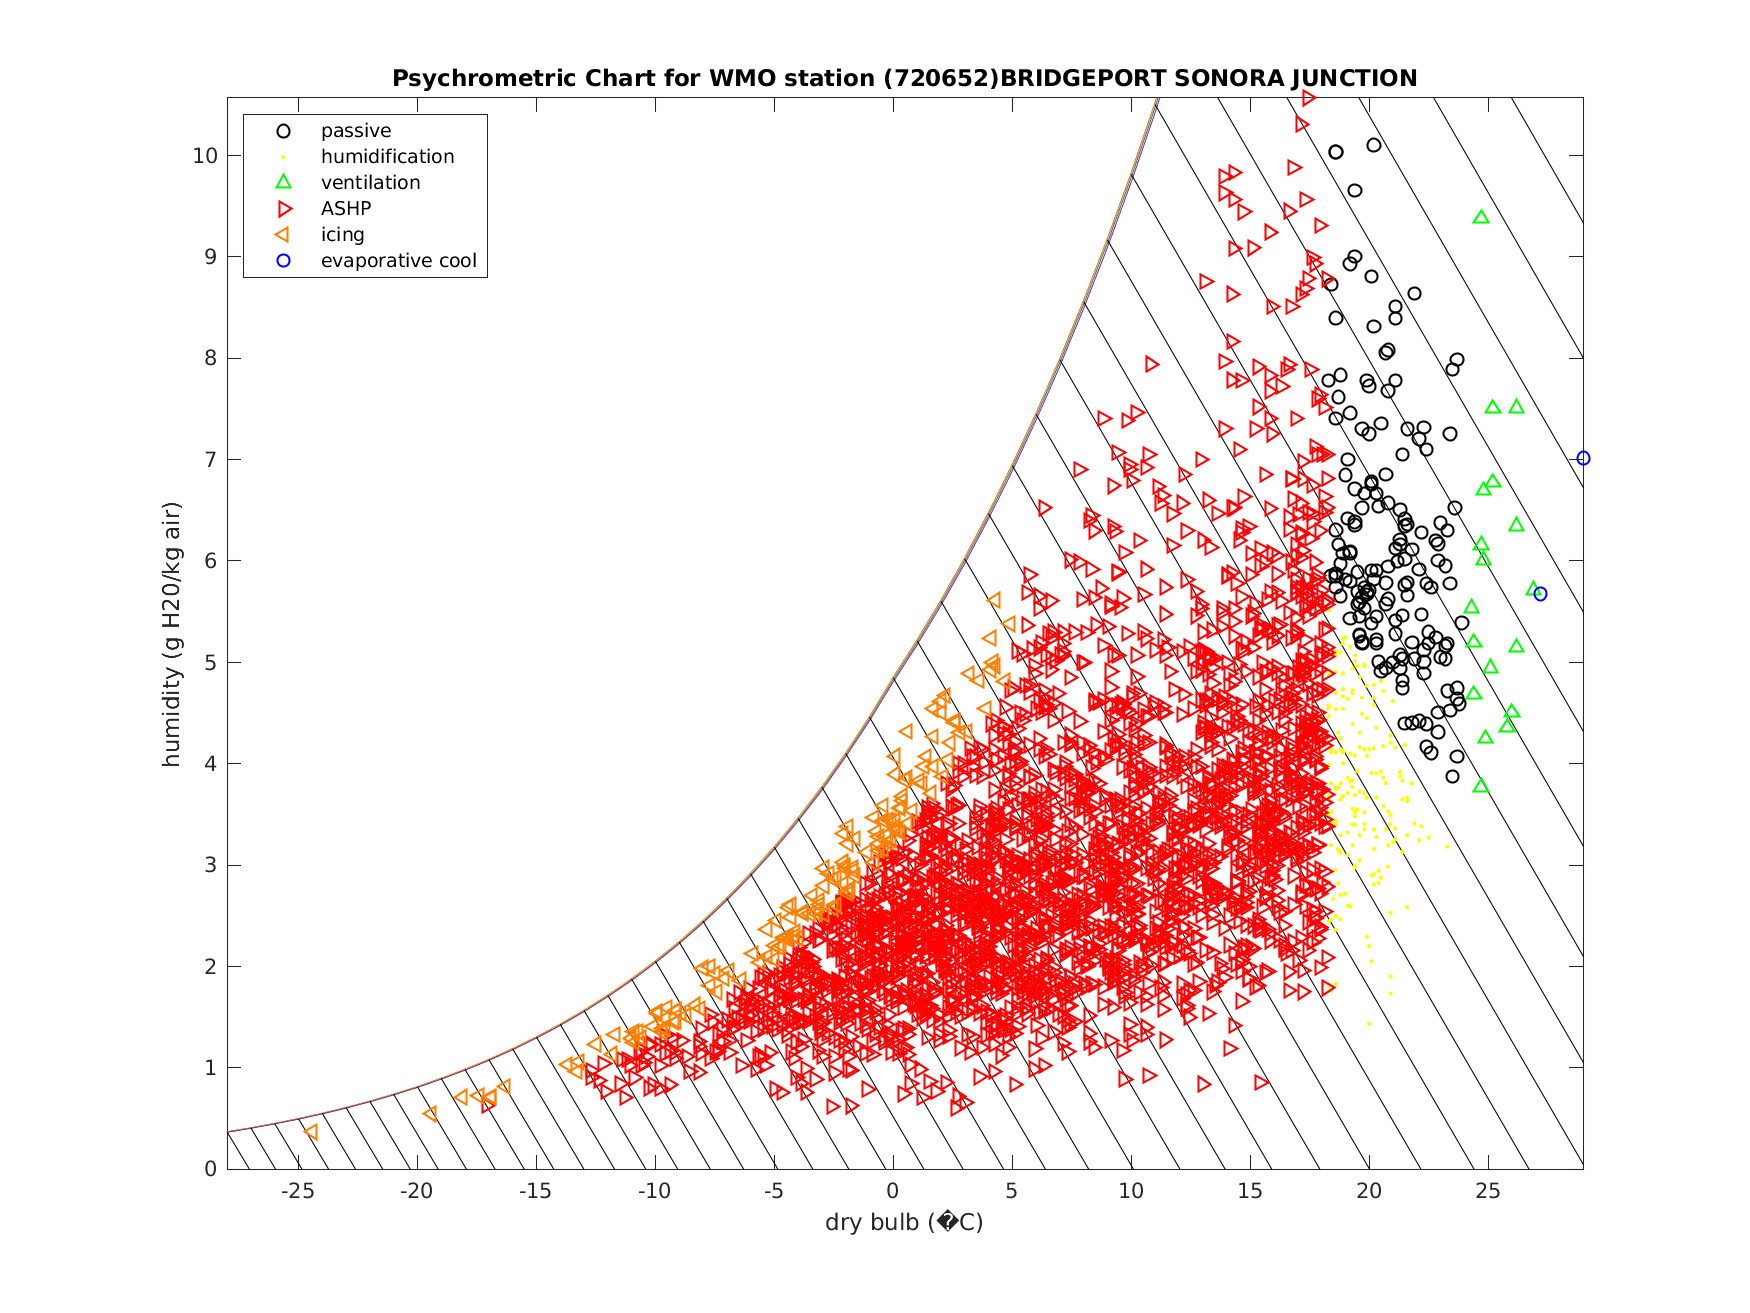 Psychrometric Chart for WMO station (720652)BRIDGEPORT SONORA JUNCTION
passive
humidification
ventilation
ASHP
icing
evaporative cool
10
9
8
7
6
5
4
3
2
1
0
humidity (g H20/kg air)
-25 -20 -15 -10 -5 0 5 10 15 20 25
dry bulb (�C)